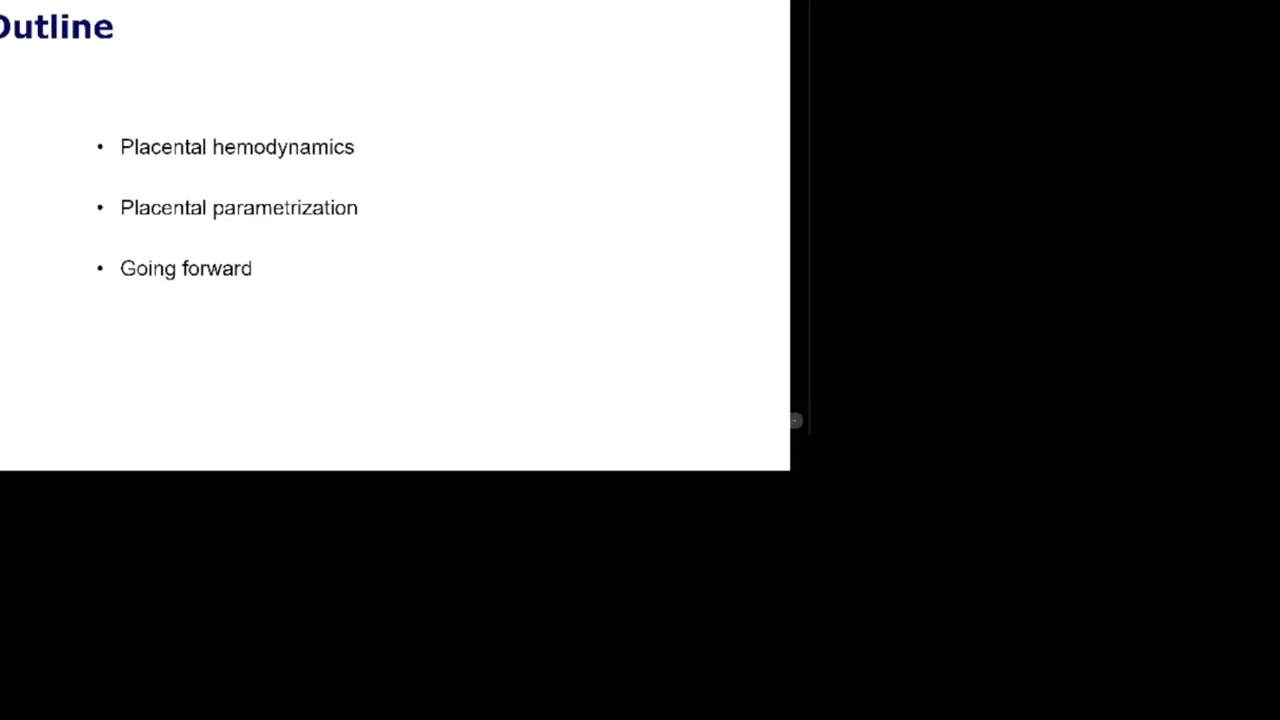 Outline
• Placental hemodynamics
• Placental parametrization
• Going forward